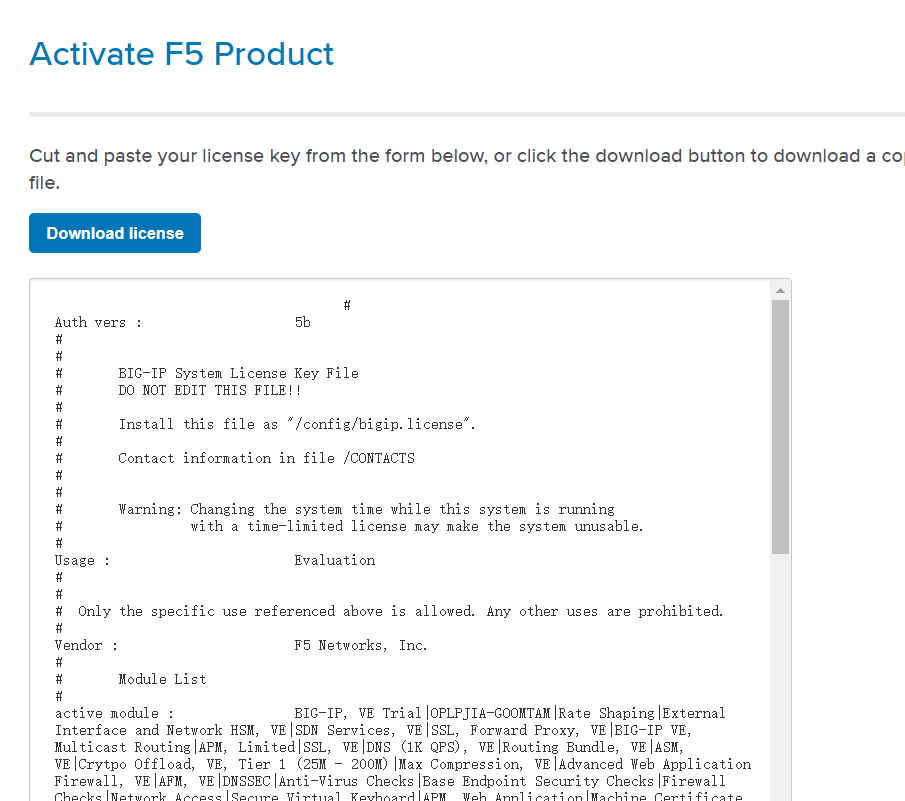 Activate F5 Product
Cut and paste your license key from the form below, or click the download button to download a
file.
Download license
#
Auth vers : 5b
#
#
# BIG-IP System License Key File
# DO NOT EDIT THIS FILE!!
#
# Install this file as "/config/bigip.license".
#
# Contact information in file /CONTACTS
#
#
# Warning: Changing the system time while this system is running
# with a time-limited license may make the system unusable.
#
Usage : Evaluation
#
#
# Only the specific use referenced above is allowed. Any other uses are prohibited.
#
Vendor : F5 Networks, Inc.
#
# Module List
#
active module : BIG-IP, VE Trial|OPLPJIA-GOOMTAM|Rate Shaping|External
Interface and Network HSM, VE|SDN Services, VE|SSL, Forward Proxy, VE|BIG-IP VE,
Multicast Routing|APM, Limited|SSL, VE|DNS (1K QPS), VE|Routing Bundle, VE|ASM,
VE|Crytpo Offload, VE, Tier 1 (25M - 200M)|Max Compression, VE|Advanced Web Application
Firewall, VE|AFM, VE|DNSSEC|Anti-Virus Checks|Base Endpoint Security Checks|Firewall
Checks|Network Access|Secure Virtual Keyboard|APM, Web Application|Machine Certificate